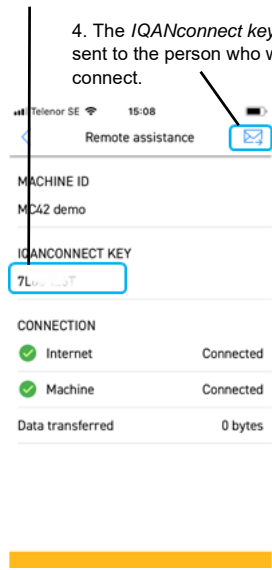 4. The IQANconnect key
sent to the person who w
connect.
Telenor SE 15:08
Remote assistance
MACHINE ID
MC42 demo
IQANCONNECT KEY
CONNECTION
Internet Connected
Machine Connected
Data transferred 0 bytes